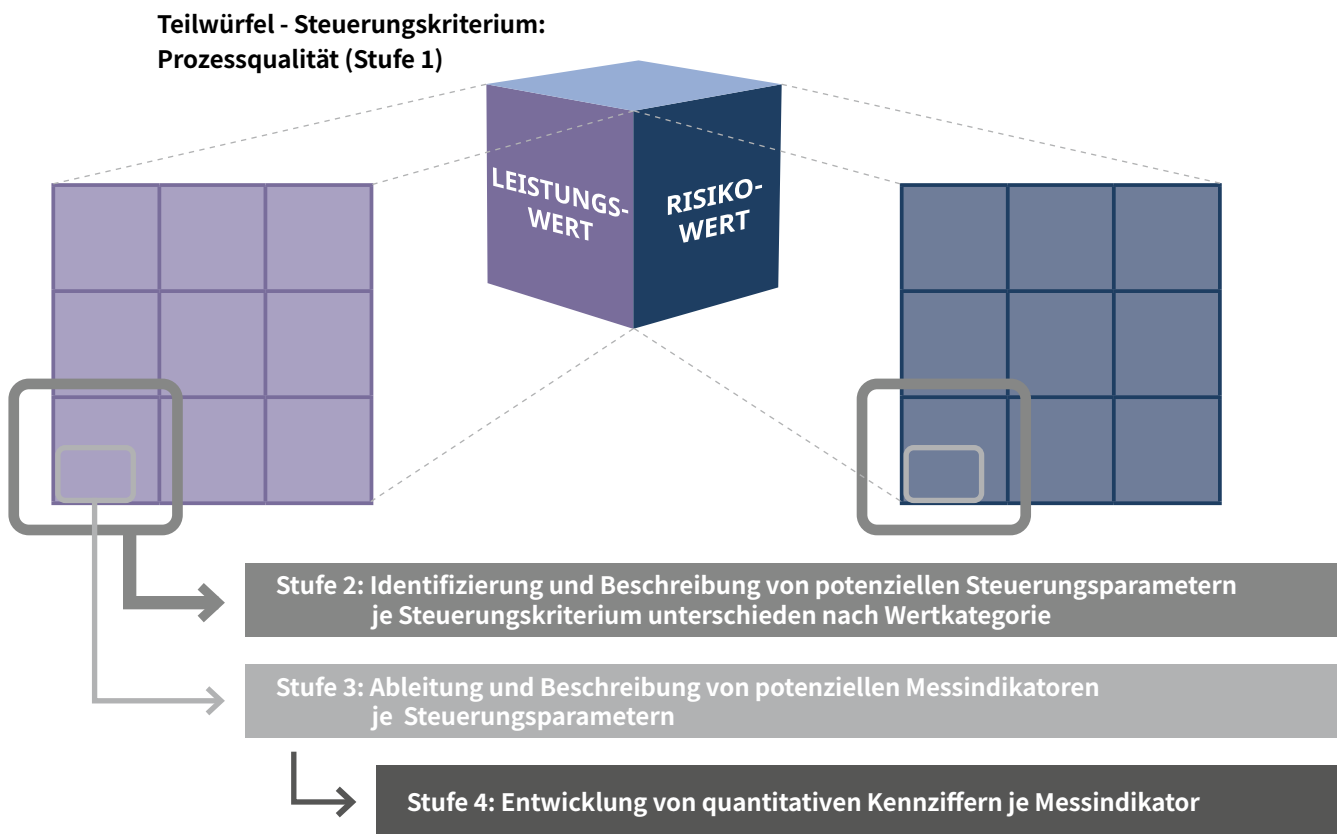 Teilwürfel - Steuerungskriterium:
Prozessqualität (Stufe 1)
LEISTUNGS-
WERT
RISIKO-
WERT
Stufe 2: Identifizierung und Beschreibung von potenziellen Steuerungsparametern
je Steuerungskriterium unterschieden nach Wertkategorie
Stufe 3: Ableitung und Beschreibung von potenziellen Messindikatoren
je Steuerungsparametern
Stufe 4: Entwicklung von quantitativen Kennziffern je Messindikator